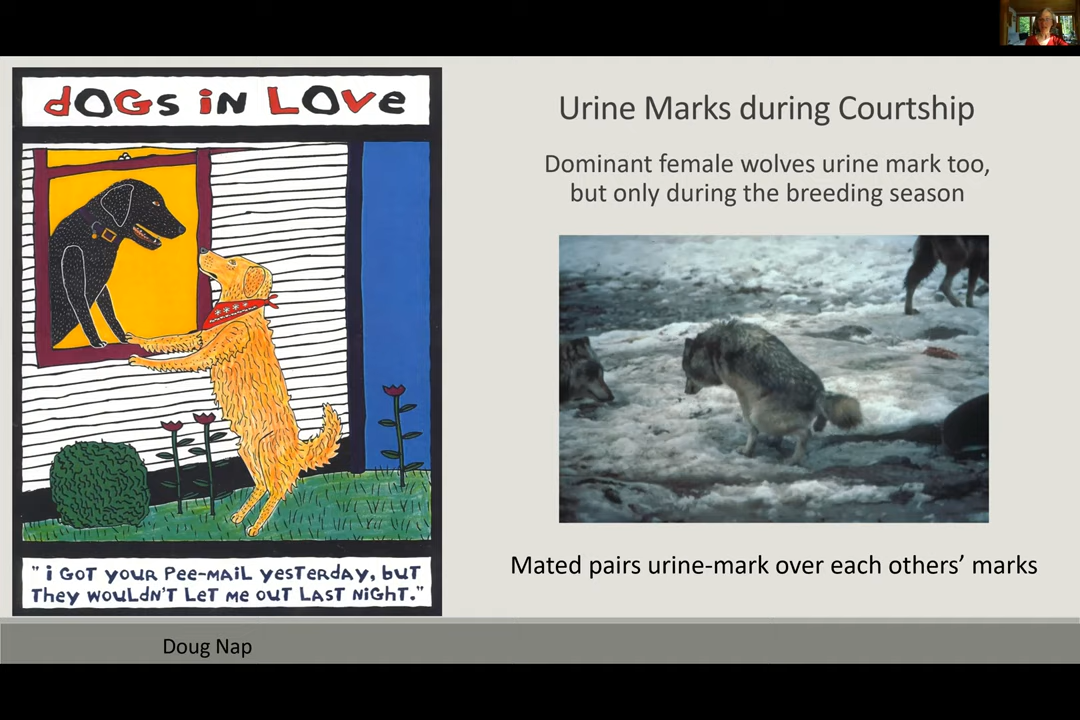 dOGs in LOve
"i GOT YOUR Pee-MAiL YesTeRdAY, buT
THeY WOULdN'T LeT Me OUT LAST NiGHT."
Doug Nap
Urine Marks during Courtship
Dominant female wolves urine mark too,
but only during the breeding season
Mated pairs urine-mark over each others' marks